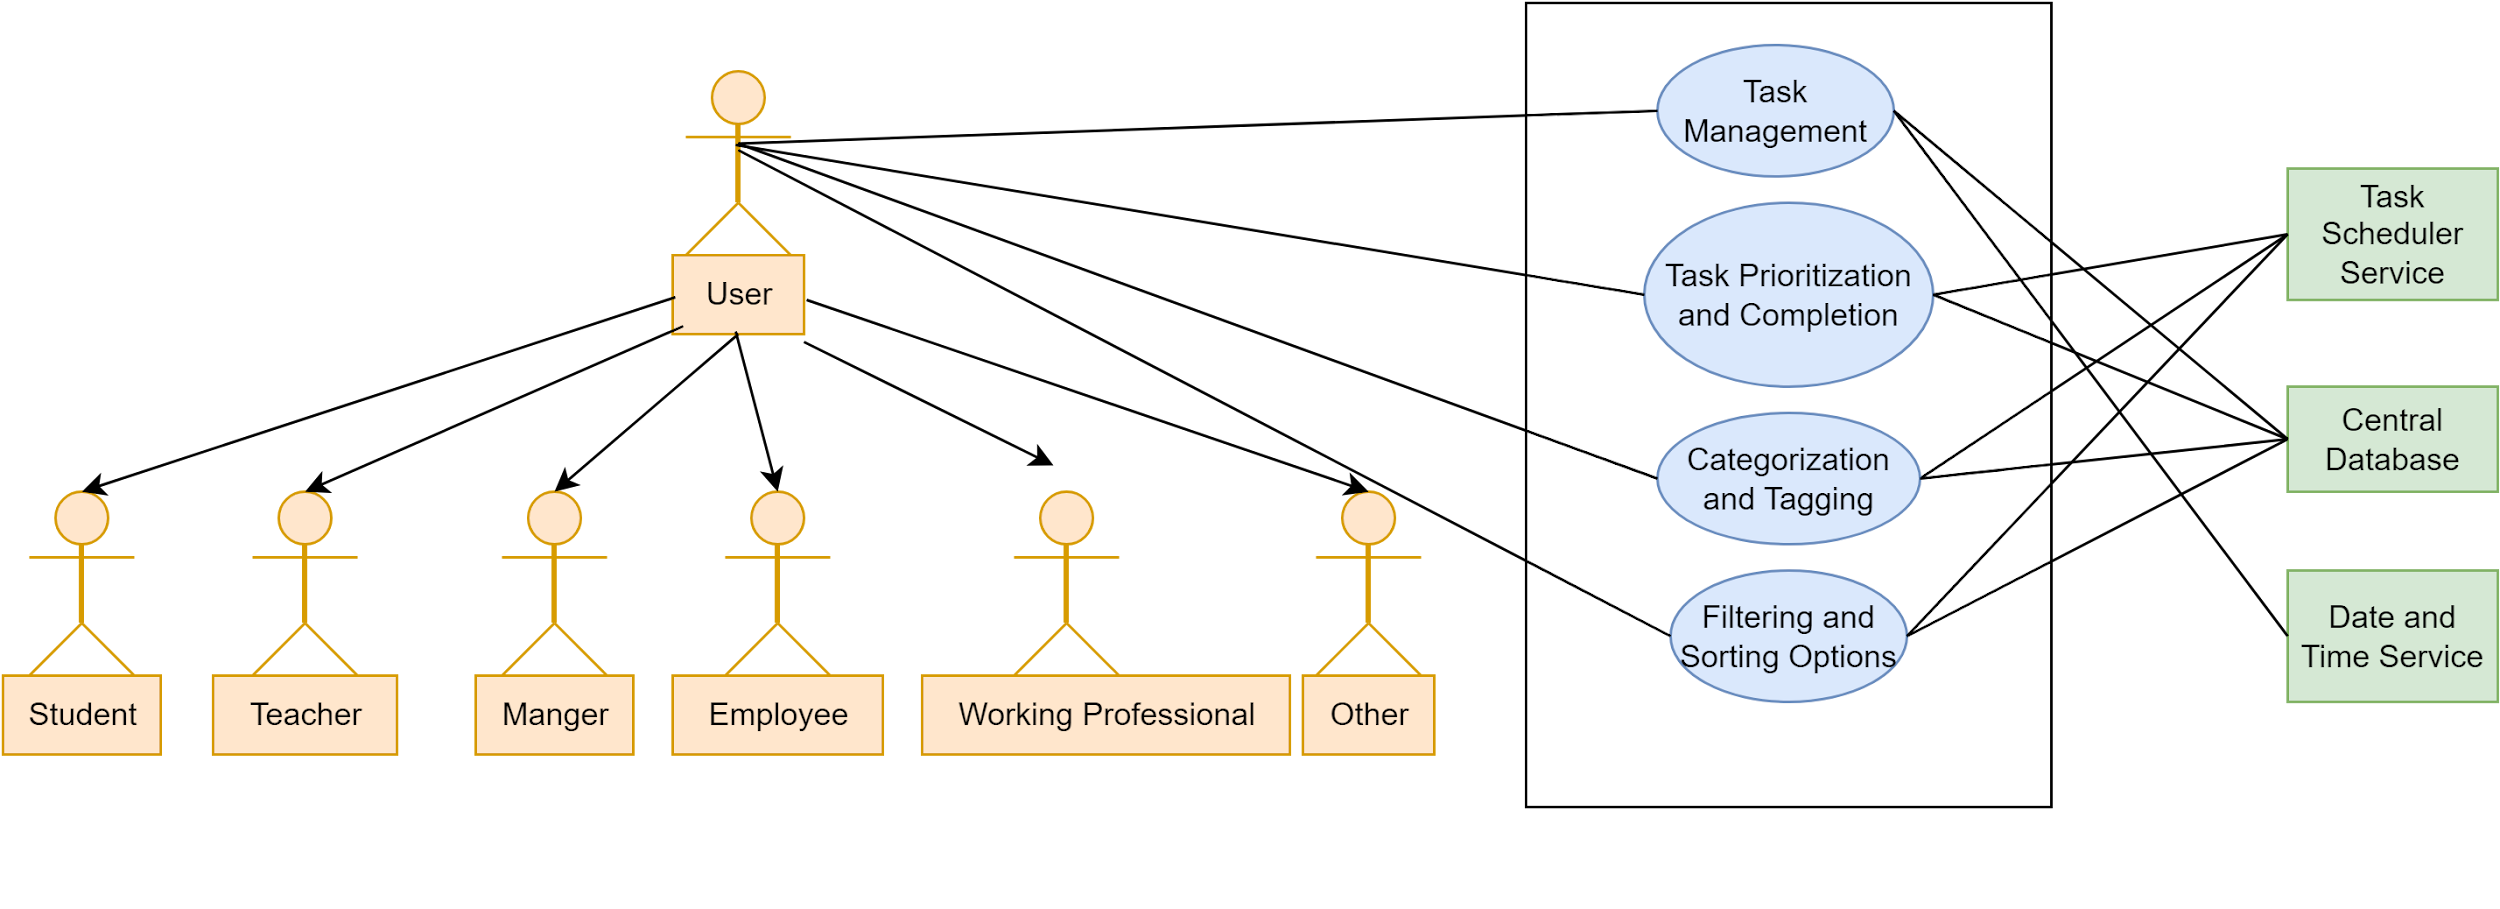 User
Student
Teacher
Manger
Employee
Working Professional
Other
Task
Management
Task Prioritization
and Completion
Categorization
and Tagging
Filtering and
Sorting Options
Task
Scheduler
Service
Central
Database
Date and
Time Service